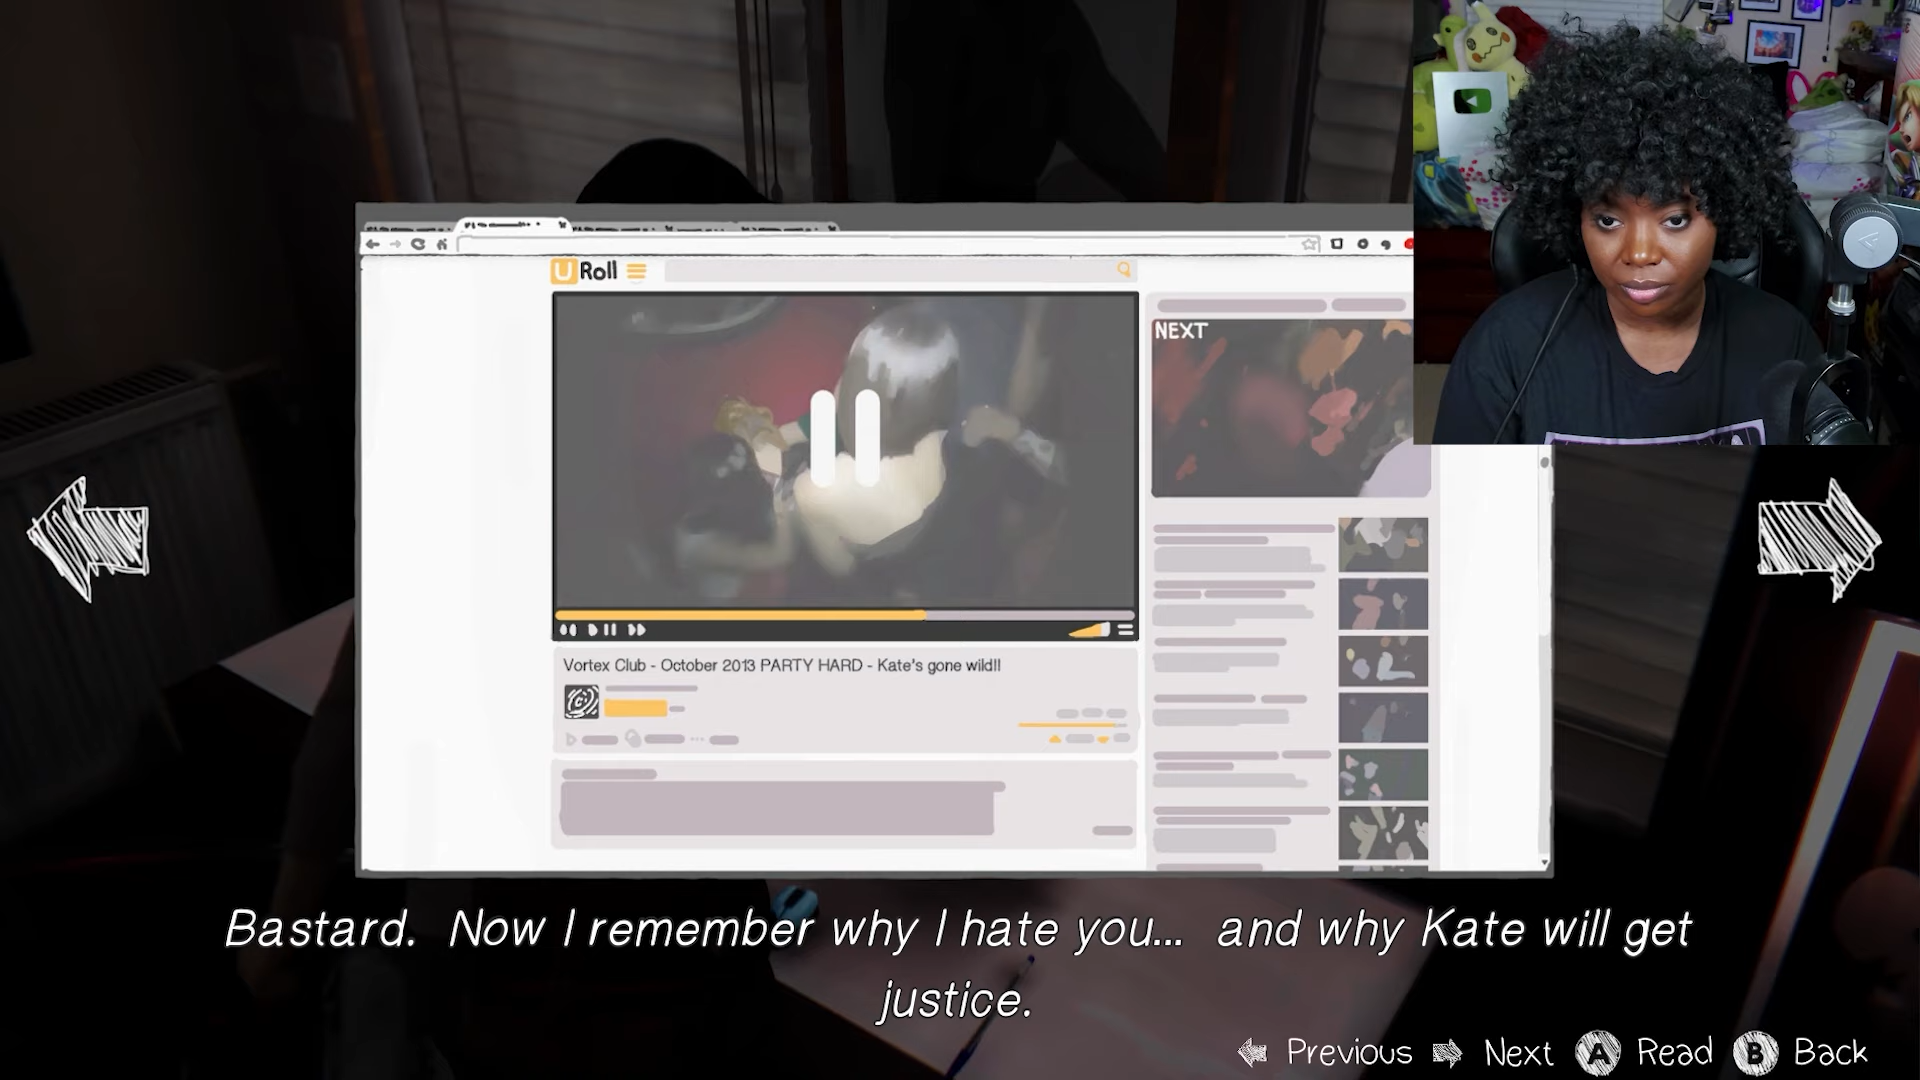 U Roll
NEXT
Vortex Club - October 2013 PARTY HARD - Kate's gone wild!!
Bastard. Now I remember why I hate you... and why Kate will get
justice.
Previous Next A Read B Back